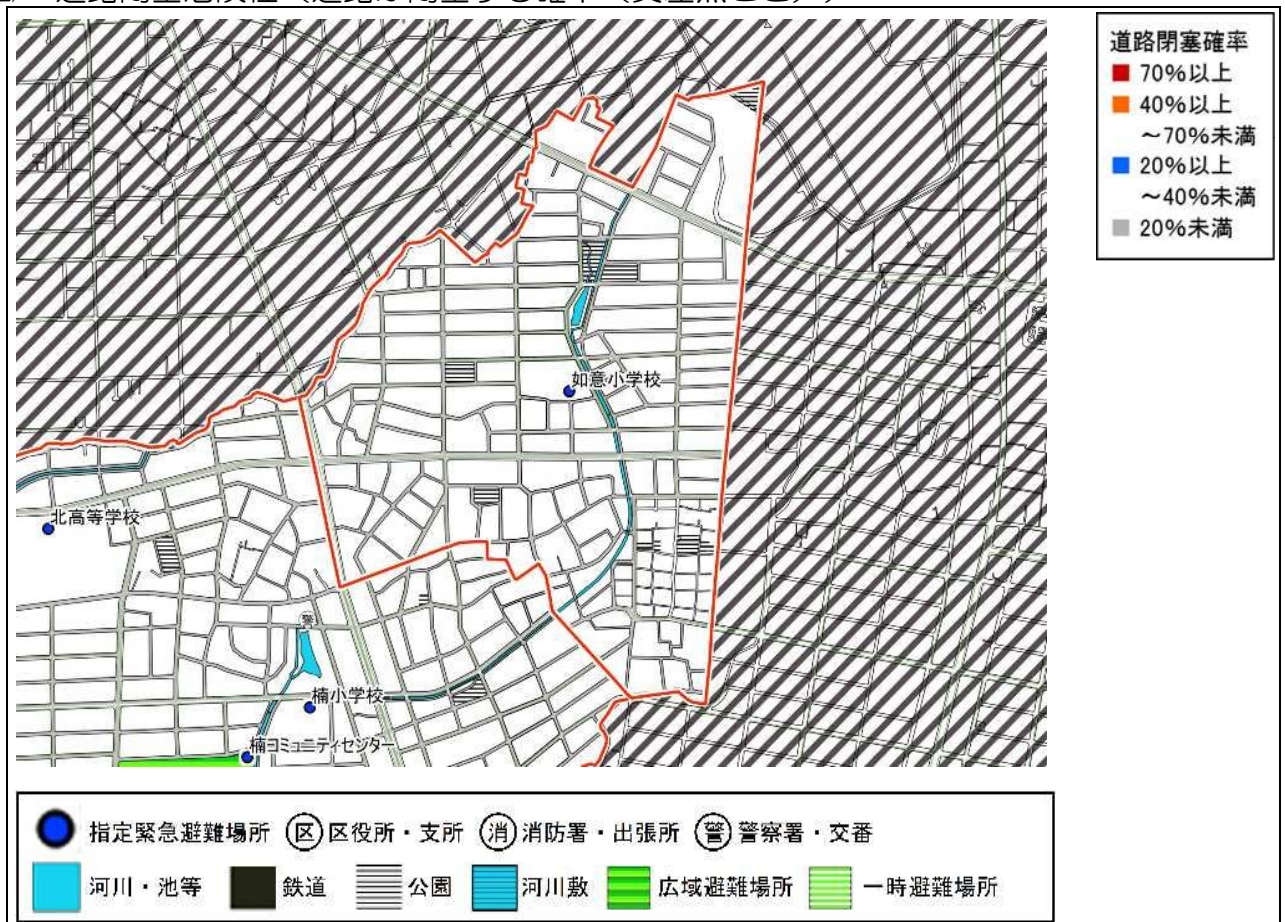 道路閉塞確率
70%以上
40%以上
～70%未満
20%以上
～40%未満
20%未満
如意小学校
北高等学校
警
楠小学校
楠コミュニティセンター
指定緊急避難場所 区 区役所・支所 消 消防署・出張所 警 警察署・交番
河川・池等 鉄道 公園 河川敷 広域避難場所 一時避難場所